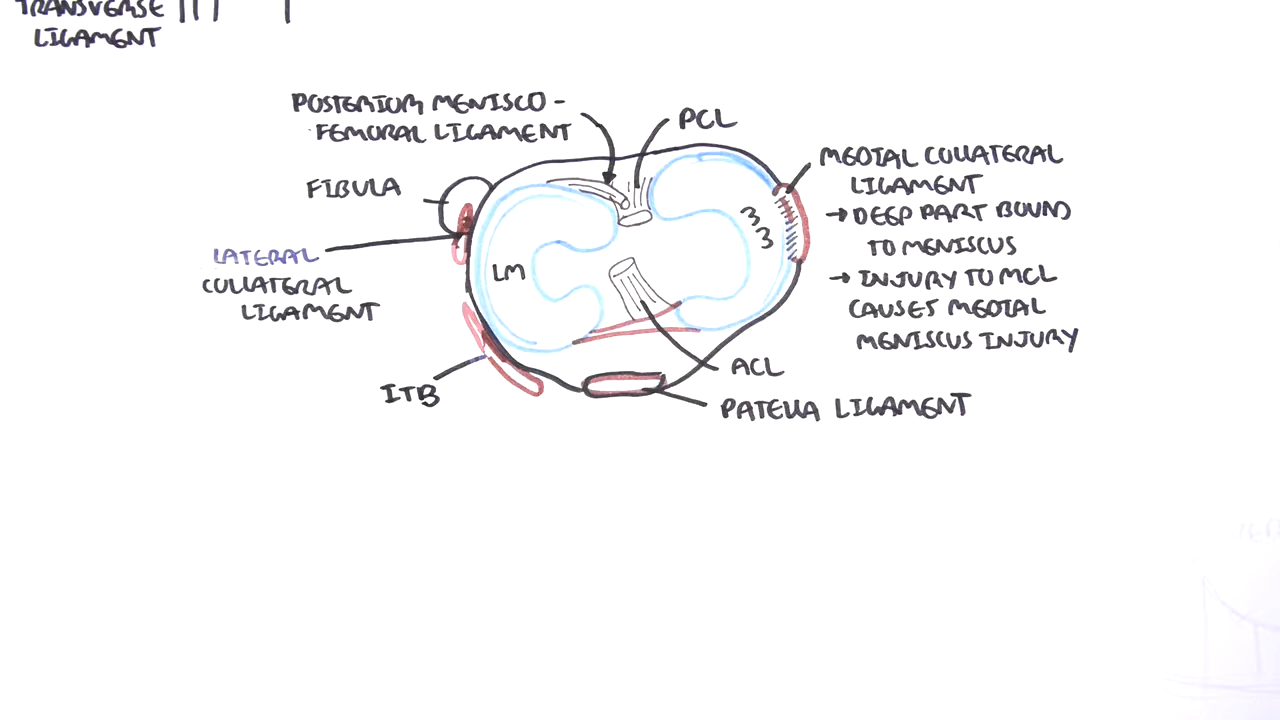 TRANSVERSE
LIGAMENT
POSTERIOR MENISCO-
FEMORAL LIGAMENT
PCL
MEDIAL COLLATERAL
LIGAMENT
→ DEEP PART BOUND
TO MENISCUS
→ INJURY TO MCL
CAUSES MEDIAL
MENISCUS INJURY
FIBULA
LATERAL
COLLATERAL
LIGAMENT
LM
ITB
ACL
PATELLA LIGAMENT